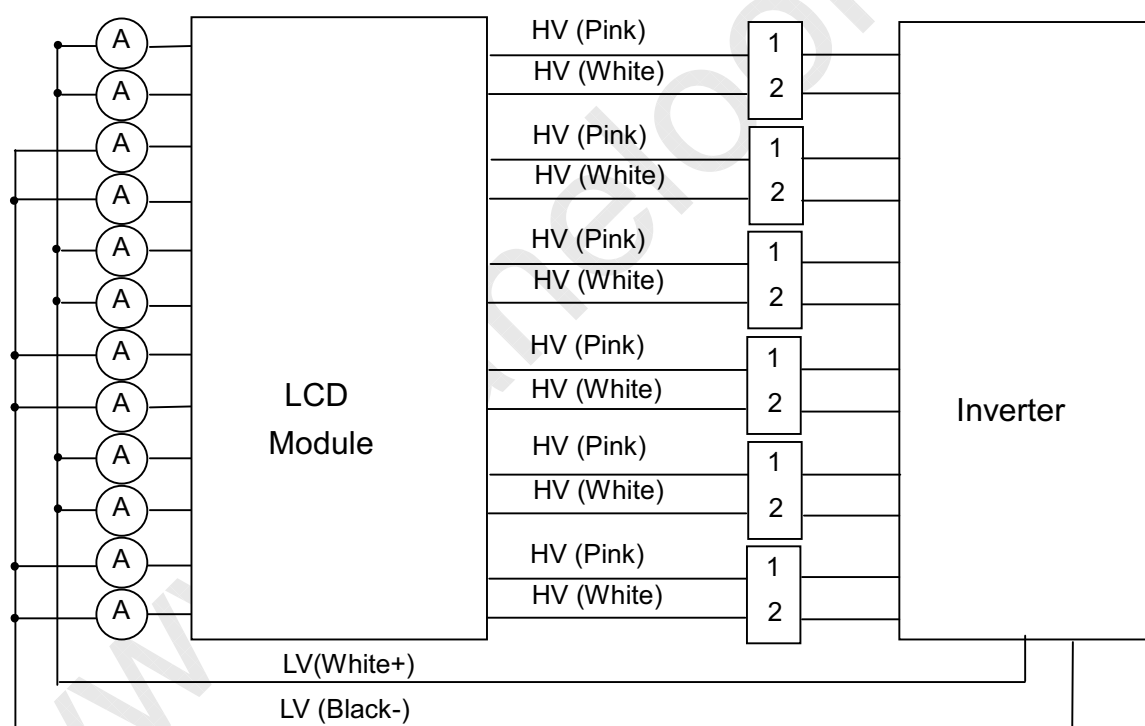 A
A
A
A
A
A
A
A
A
A
A
A
LCD
Module
HV (Pink)
HV (White)
HV (Pink)
HV (White)
HV (Pink)
HV (White)
HV (Pink)
HV (White)
HV (Pink)
HV (White)
HV (Pink)
HV (White)
1
2
1
2
1
2
1
2
1
2
1
2
Inverter
LV(White+)
LV (Black-)